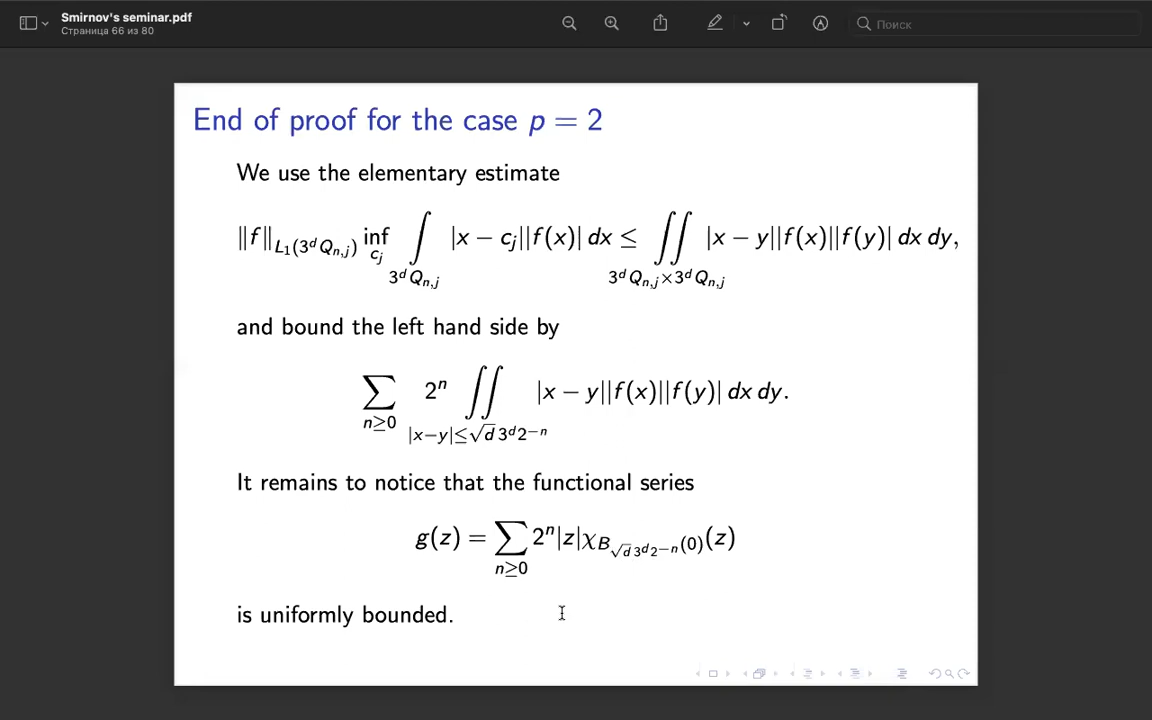 Smirnov's seminar.pdf
Страница 66 из 80
Поиск
End of proof for the case p = 2
We use the elementary estimate
‖f‖_{L_1(3^d Q_{n,j})} inf_{c_j} ∫_{3^d Q_{n,j}} |x − c_j||f(x)| dx ≤ ∬_{3^d Q_{n,j}×3^d Q_{n,j}} |x − y||f(x)||f(y)| dx dy,
and bound the left hand side by
∑_{n≥0} 2^n ∬_{|x−y|≤√d 3^d 2^{−n}} |x − y||f(x)||f(y)| dx dy.
It remains to notice that the functional series
g(z) = ∑_{n≥0} 2^n|z|χ_{B_{√d 3^d 2^{−n}}(0)}(z)
is uniformly bounded.